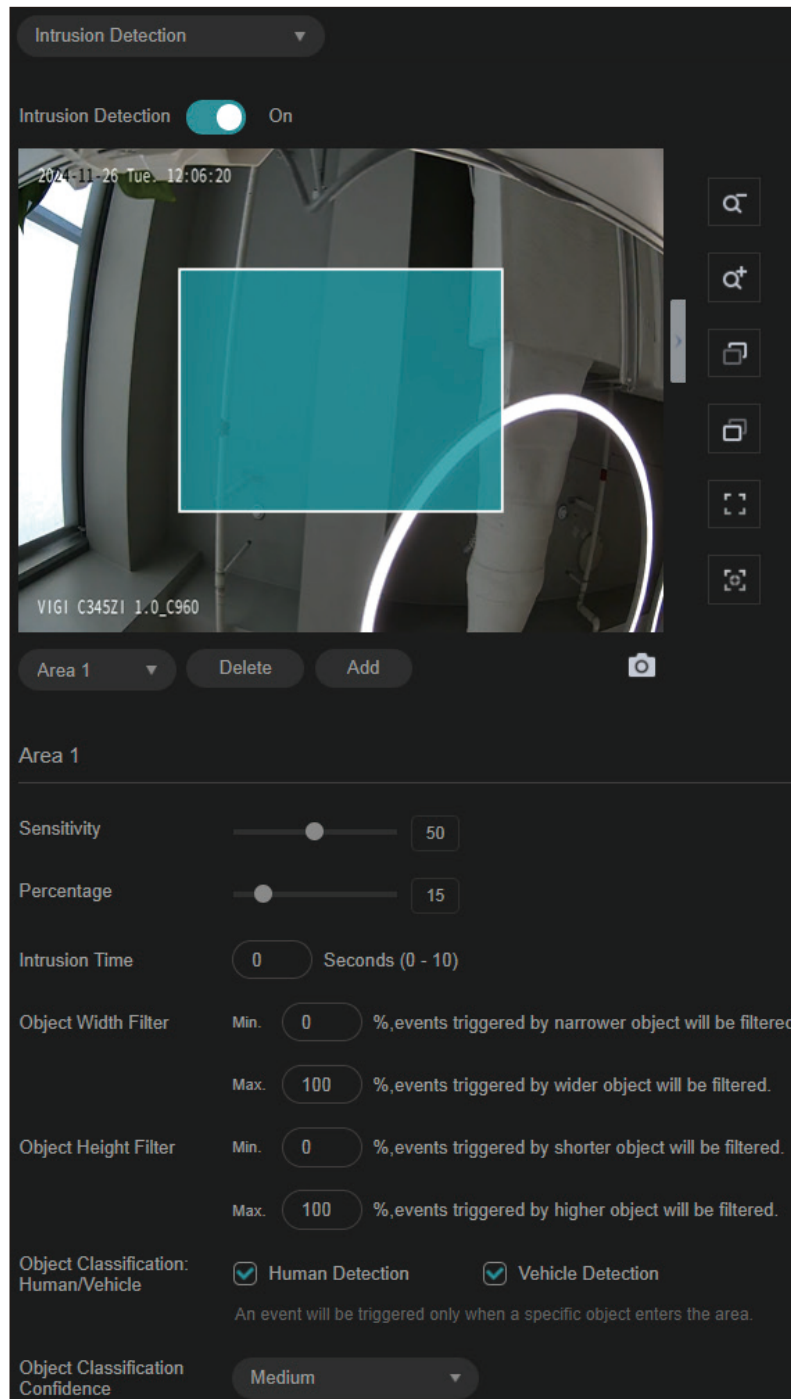 Intrusion Detection
Intrusion Detection On
2024-11-26 Tue. 12:06:20
VIGI C345ZI 1.0_C960
Area 1 Delete Add
Area 1
Sensitivity 50
Percentage 15
Intrusion Time 0 Seconds (0 - 10)
Object Width Filter Min. 0 %,events triggered by narrower object will be filtered
Max. 100 %,events triggered by wider object will be filtered.
Object Height Filter Min. 0 %,events triggered by shorter object will be filtered.
Max. 100 %,events triggered by higher object will be filtered.
Object Classification:
Human/Vehicle Human Detection Vehicle Detection
An event will be triggered only when a specific object enters the area.
Object Classification
Confidence Medium